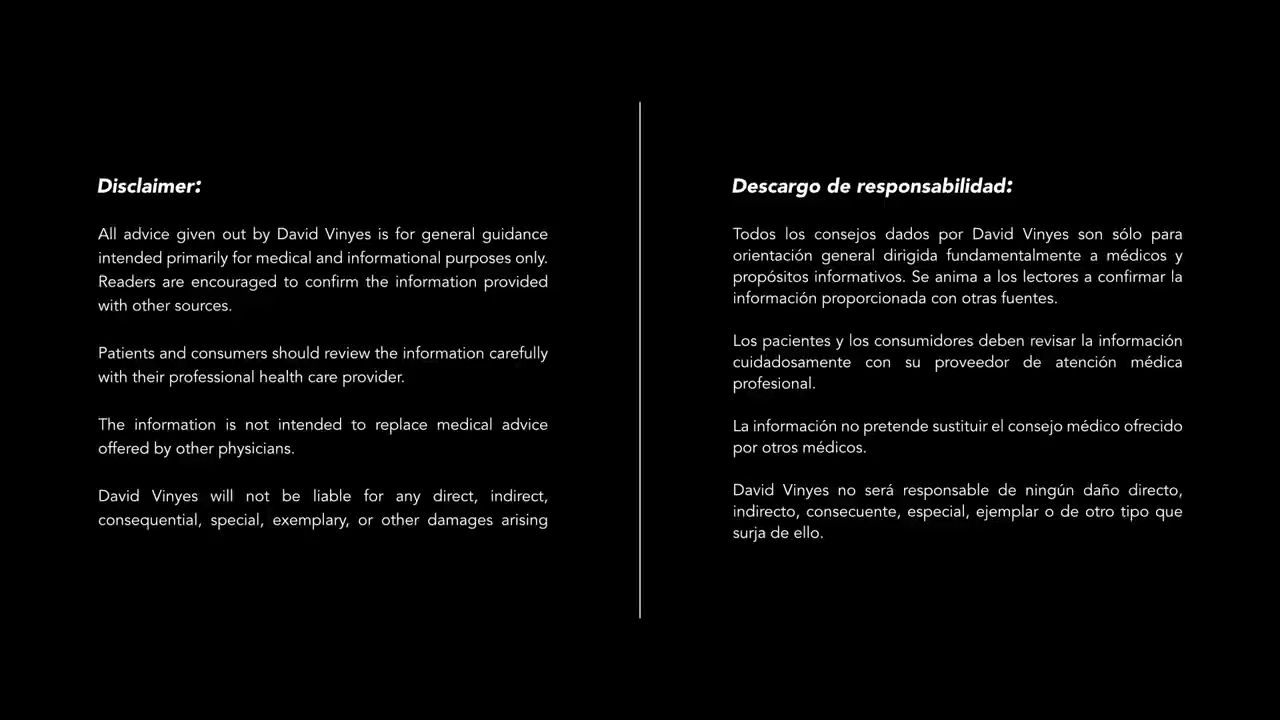 Disclaimer:
All advice given out by David Vinyes is for general guidance
intended primarily for medical and informational purposes only.
Readers are encouraged to confirm the information provided
with other sources.
Patients and consumers should review the information carefully
with their professional health care provider.
The information is not intended to replace medical advice
offered by other physicians.
David Vinyes will not be liable for any direct, indirect,
consequential, special, exemplary, or other damages arising
Descargo de responsabilidad:
Todos los consejos dados por David Vinyes son sólo para
orientación general dirigida fundamentalmente a médicos y
propósitos informativos. Se anima a los lectores a confirmar la
información proporcionada con otras fuentes.
Los pacientes y los consumidores deben revisar la información
cuidadosamente con su proveedor de atención médica
profesional.
La información no pretende sustituir el consejo médico ofrecido
por otros médicos.
David Vinyes no será responsable de ningún daño directo,
indirecto, consecuente, especial, ejemplar o de otro tipo que
surja de ello.